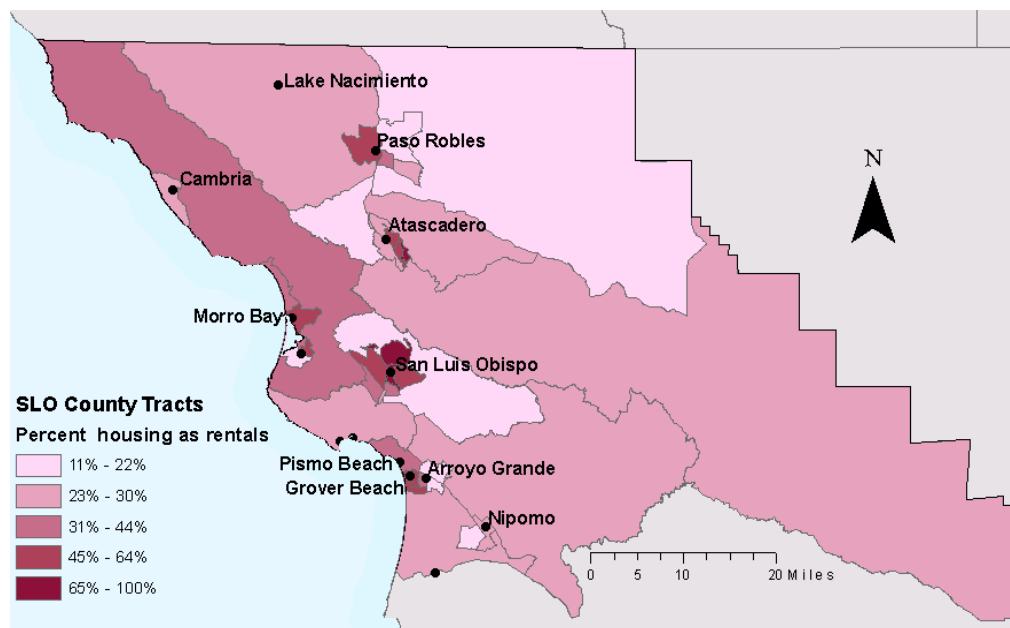 Lake Nacimiento
Paso Robles
N
Cambria
Atascadero
Morro Bay
San Luis Obispo
SLO County Tracts
Percent housing as rentals
11% - 22%
23% - 30%
31% - 44%
45% - 64%
65% - 100%
Pismo Beach
Arroyo Grande
Grover Beach
Nipomo
0 5 10 20 Miles